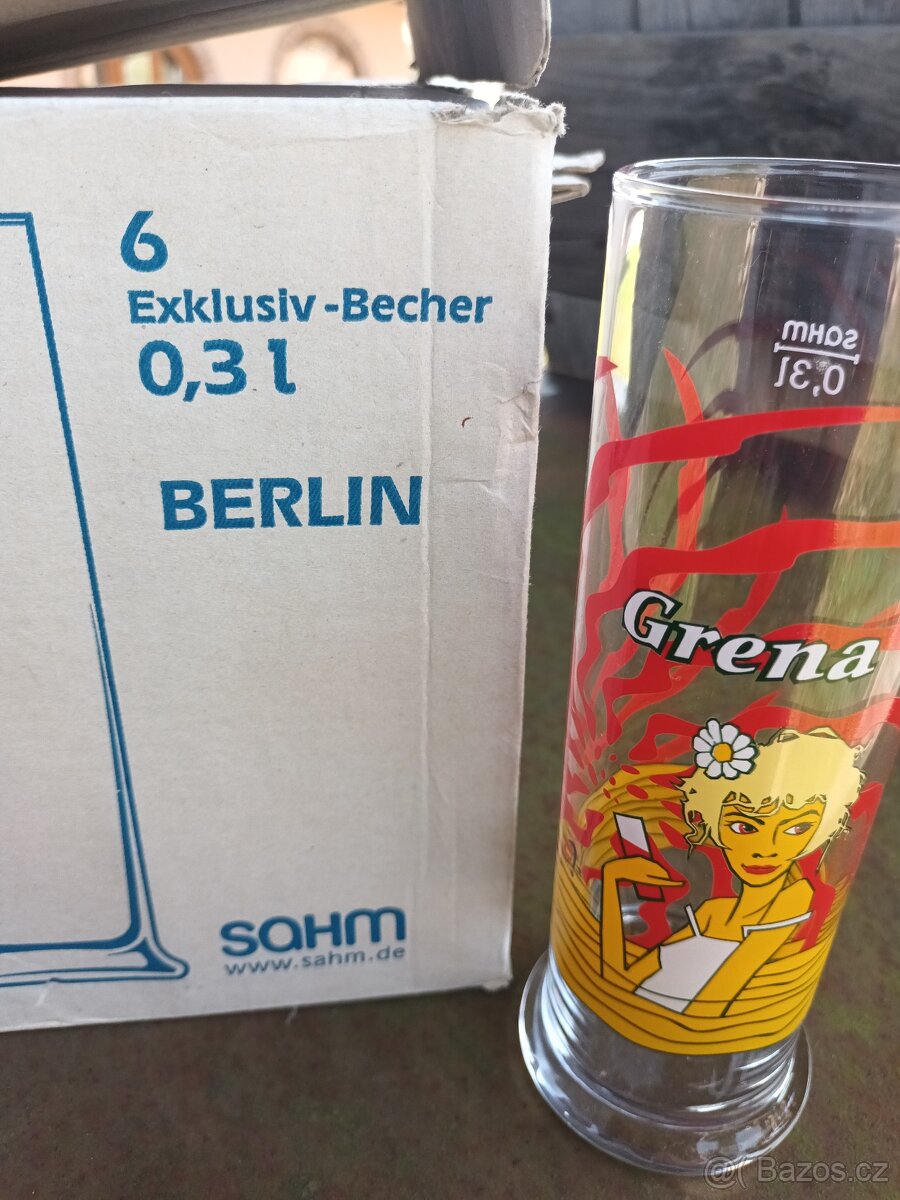 6
Exklusiv-Becher
0,3 l
BERLIN
saHm
www.sahm.de
saHm
0,3l
Grena
@ Bazos.cz